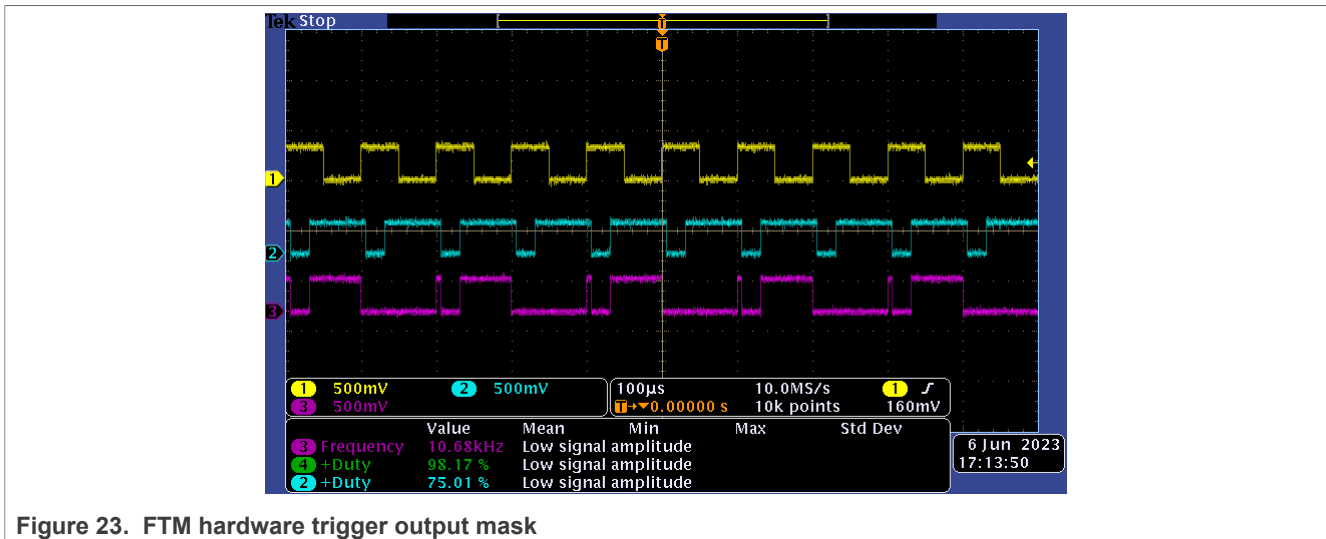 Tek Stop
T
T
1
2
3
1 500mV 2 500mV 100µs 10.0MS/s 1
3 500mV T→▼0.00000 s 10k points 160mV
Value Mean Min Max Std Dev
3 Frequency 10.68kHz Low signal amplitude
4 +Duty 98.17 % Low signal amplitude
2 +Duty 75.01 % Low signal amplitude
6 Jun 2023
17:13:50
Figure 23. FTM hardware trigger output mask